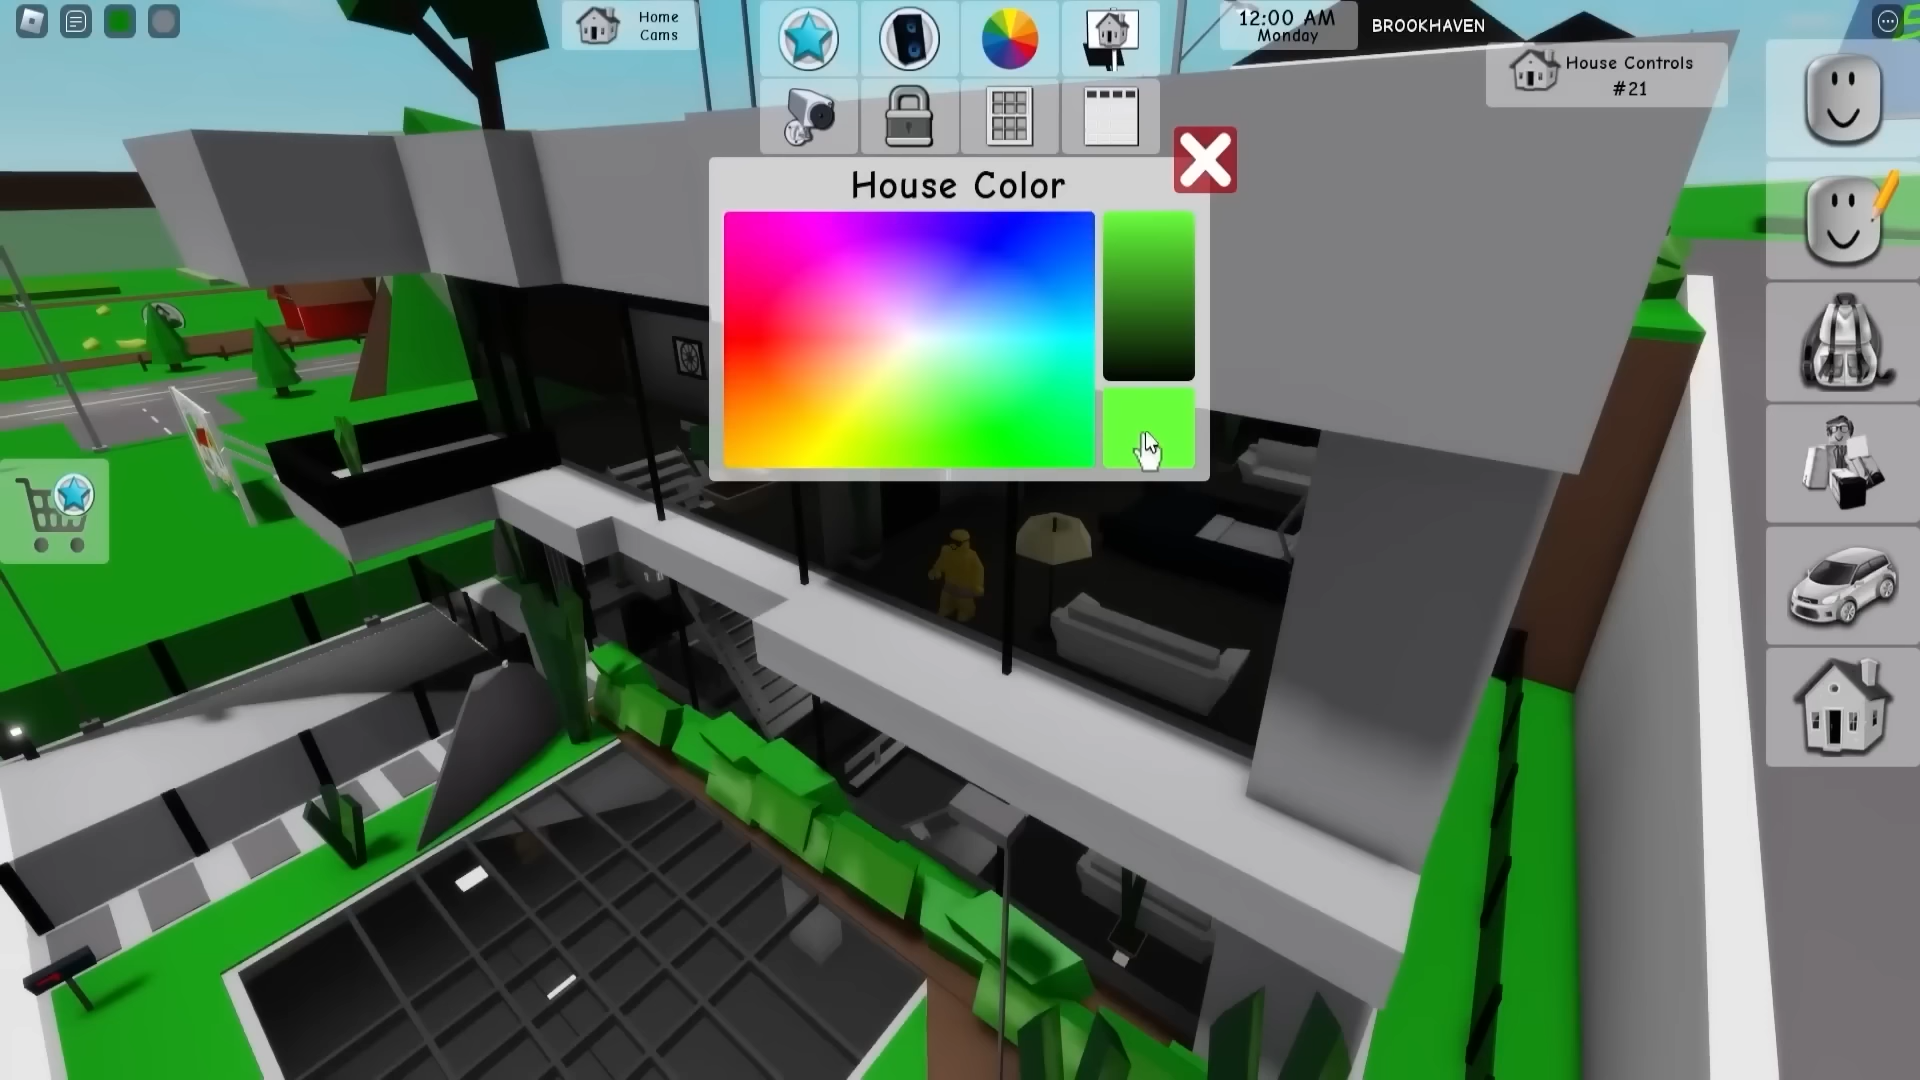 Home
Cams
12:00 AM
Monday
BROOKHAVEN
House Controls
#21
House Color